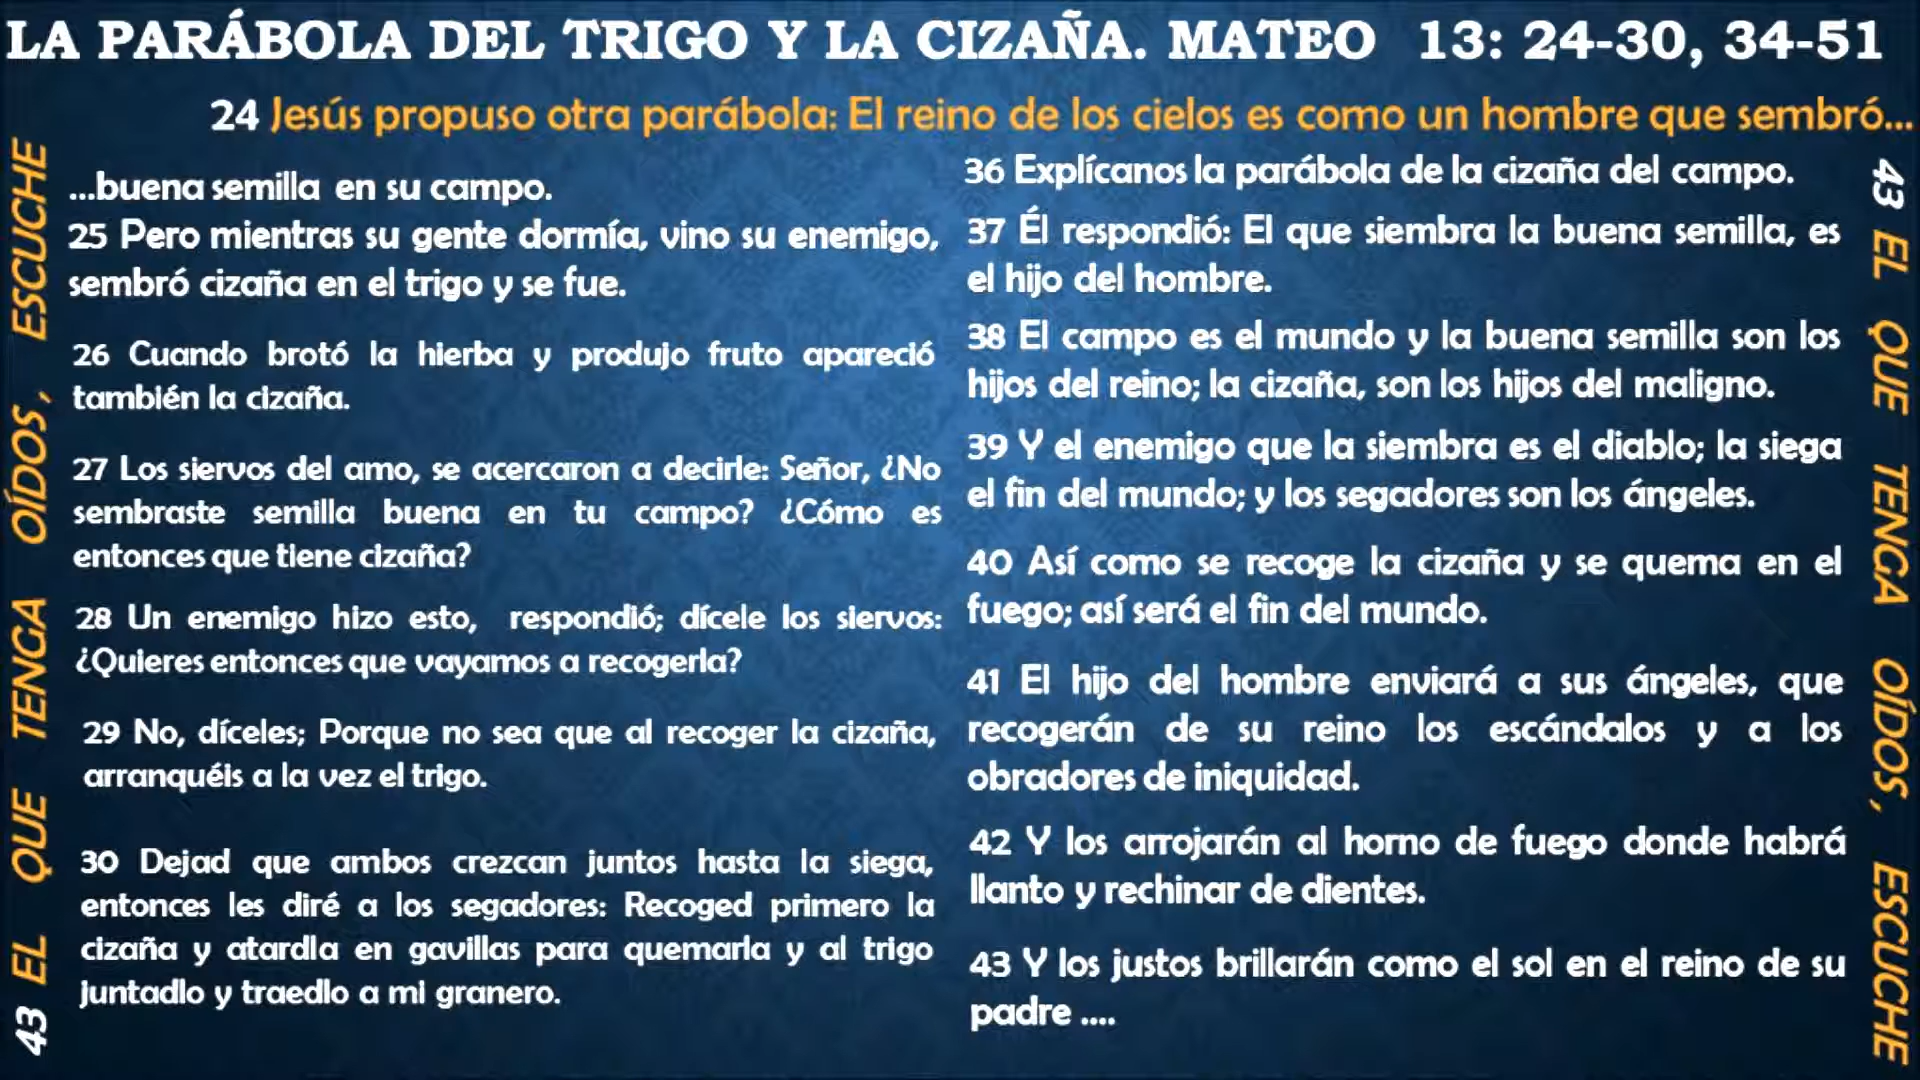 LA PARÁBOLA DEL TRIGO Y LA CIZAÑA. MATEO 13: 24-30, 34-51
24 Jesús propuso otra parábola: El reino de los cielos es como un hombre que sembró...
...buena semilla en su campo.
25 Pero mientras su gente dormía, vino su enemigo,
sembró cizaña en el trigo y se fue.
26 Cuando brotó la hierba y produjo fruto apareció
también la cizaña.
27 Los siervos del amo, se acercaron a decirle: Señor, ¿No
sembraste semilla buena en tu campo? ¿Cómo es
entonces que tiene cizaña?
28 Un enemigo hizo esto, respondió; dícele los siervos:
¿Quieres entonces que vayamos a recogerla?
29 No, díceles; Porque no sea que al recoger la cizaña,
arranquéis a la vez el trigo.
30 Dejad que ambos crezcan juntos hasta la siega,
entonces les diré a los segadores: Recoged primero la
cizaña y atardla en gavillas para quemarla y al trigo
juntadlo y traedlo a mi granero.
36 Explícanos la parábola de la cizaña del campo.
37 Él respondió: El que siembra la buena semilla, es
el hijo del hombre.
38 El campo es el mundo y la buena semilla son los
hijos del reino; la cizaña, son los hijos del maligno.
39 Y el enemigo que la siembra es el diablo; la siega
el fin del mundo; y los segadores son los ángeles.
40 Así como se recoge la cizaña y se quema en el
fuego; así será el fin del mundo.
41 El hijo del hombre enviará a sus ángeles, que
recogerán de su reino los escándalos y a los
obradores de iniquidad.
42 Y los arrojarán al horno de fuego donde habrá
llanto y rechinar de dientes.
43 Y los justos brillarán como el sol en el reino de su
padre ....
43 EL QUE TENGA OÍDOS, ESCUCHE
43 EL QUE TENGA OÍDOS, ESCUCHE